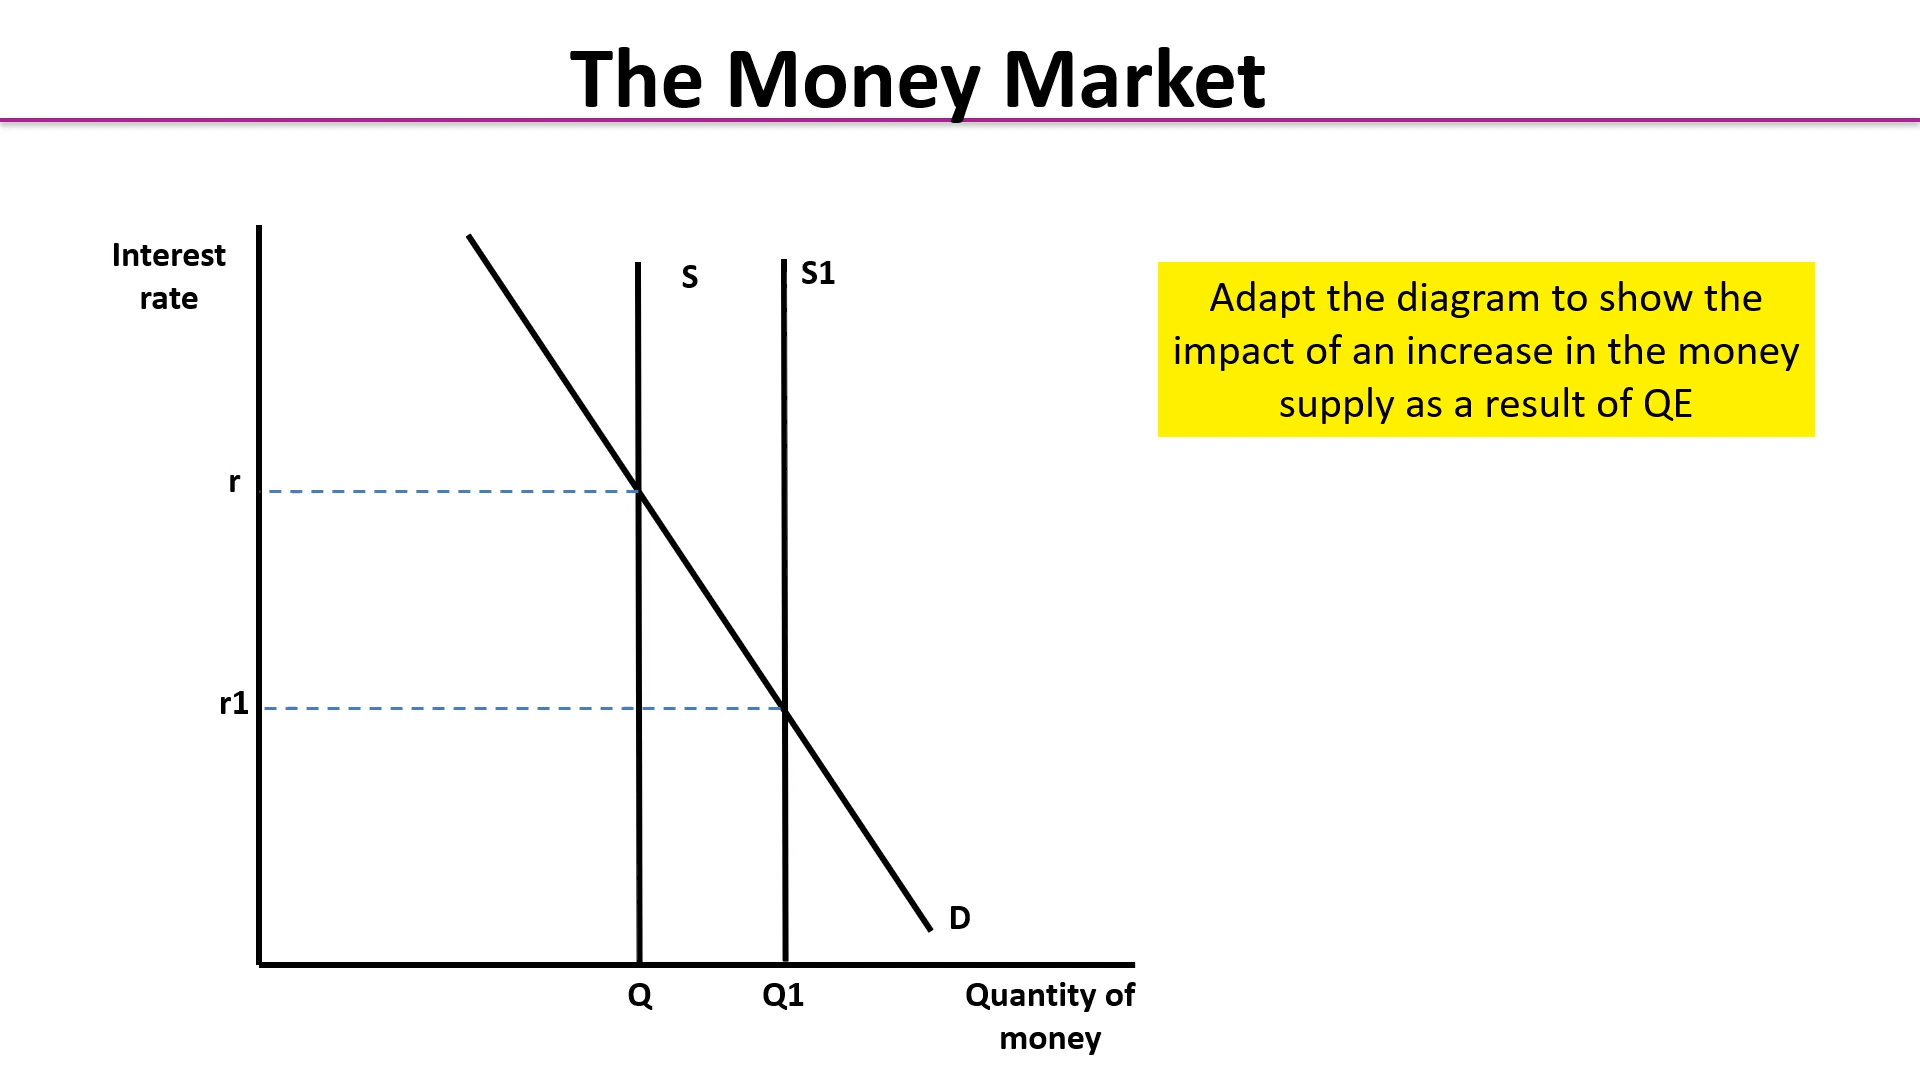 The Money Market
Interest
rate
S
S1
Adapt the diagram to show the
impact of an increase in the money
supply as a result of QE
r
r1
D
Q
Q1
Quantity of
money